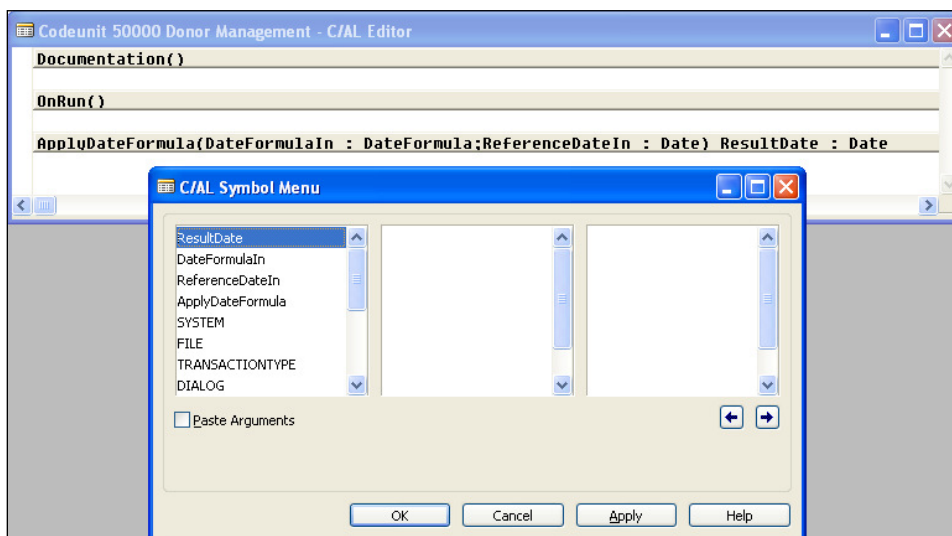 Codeunit 50000 Donor Management - C/AL Editor
Documentation()
OnRun()
ApplyDateFormula(DateFormulaIn : DateFormula;ReferenceDateIn : Date) ResultDate : Date
C/AL Symbol Menu
ResultDate
DateFormulaIn
ReferenceDateIn
ApplyDateFormula
SYSTEM
FILE
TRANSACTIONTYPE
DIALOG
Paste Arguments
OK Cancel Apply Help